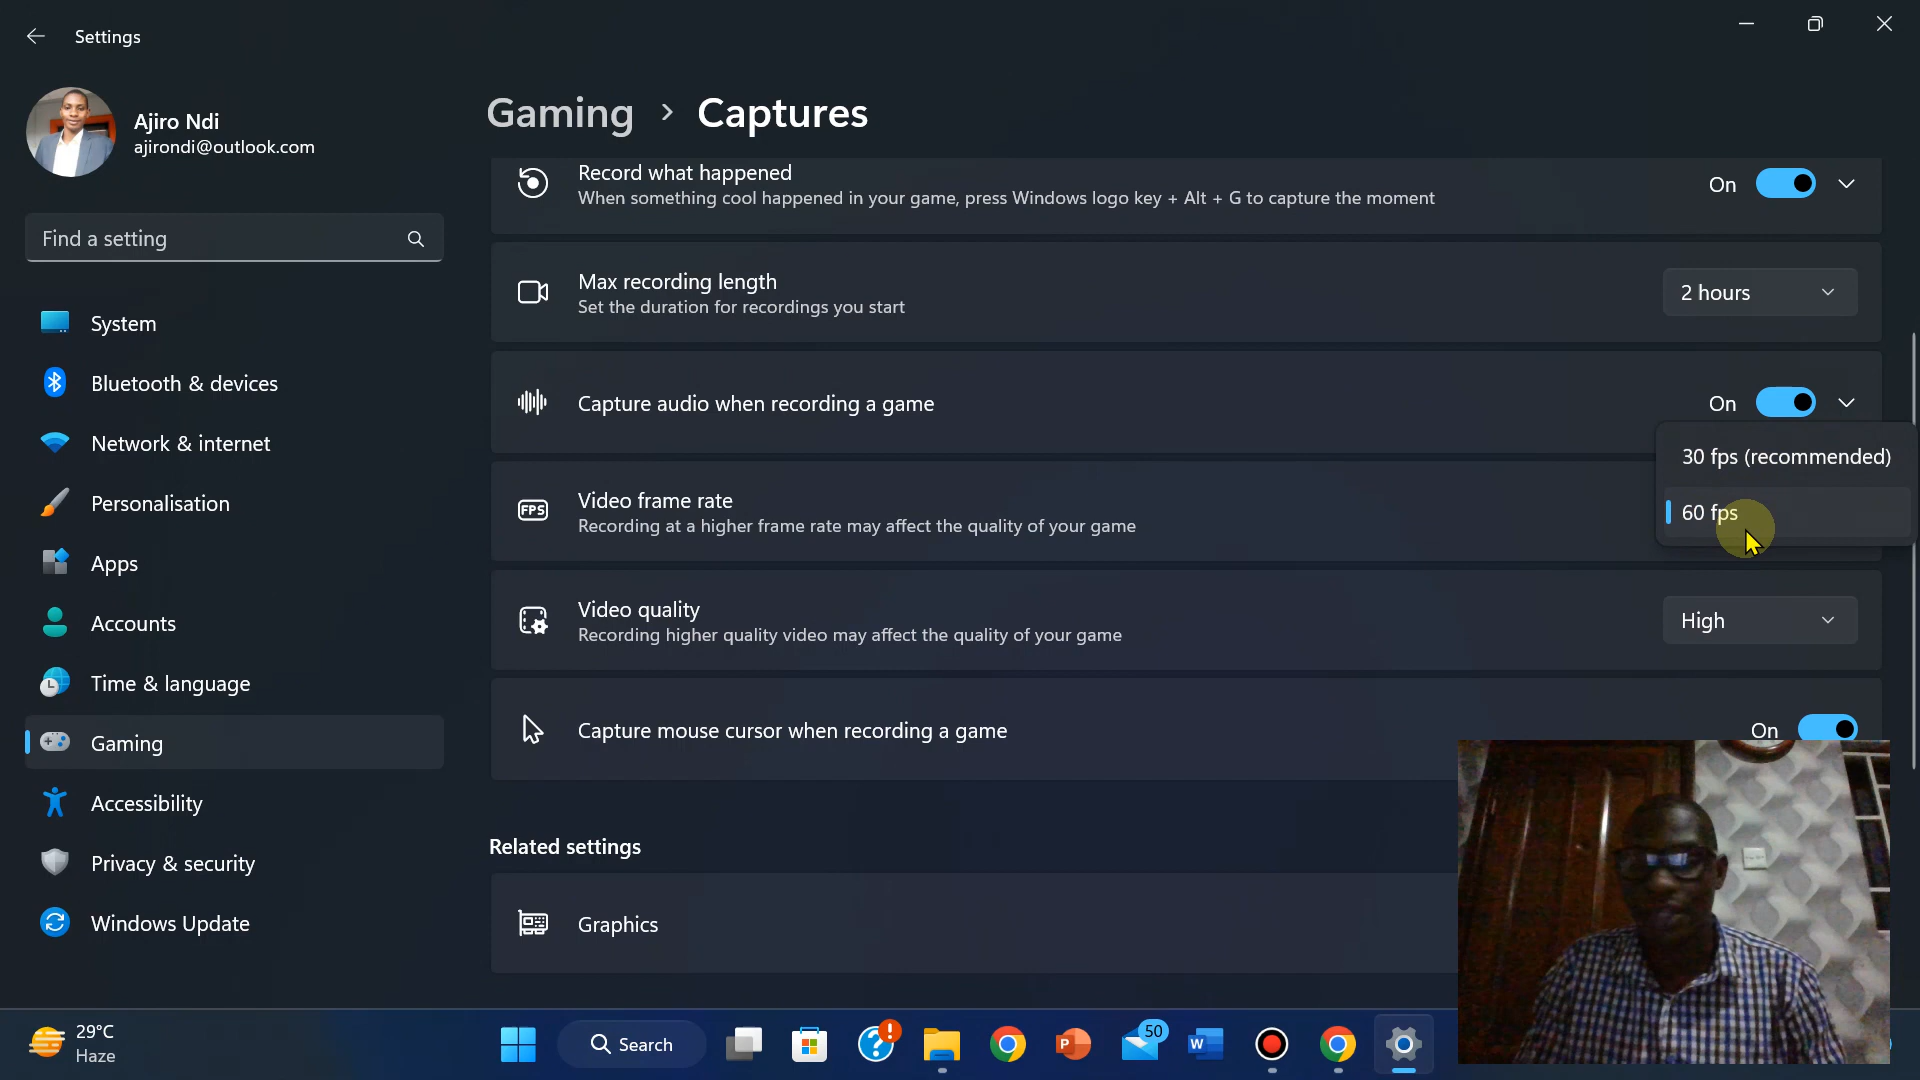 Settings
Ajiro Ndi
ajirondi@outlook.com
Find a setting
System
Bluetooth & devices
Network & internet
Personalisation
Apps
Accounts
Time & language
Gaming
Accessibility
Privacy & security
Windows Update
Gaming > Captures
Record what happened
When something cool happened in your game, press Windows logo key + Alt + G to capture the moment
On
Max recording length
Set the duration for recordings you start
2 hours
Capture audio when recording a game
On
30 fps (recommended)
60 fps
FPS
Video frame rate
Recording at a higher frame rate may affect the quality of your game
Video quality
Recording higher quality video may affect the quality of your game
High
Capture mouse cursor when recording a game
On
Related settings
Graphics
29°C
Haze
Search
50